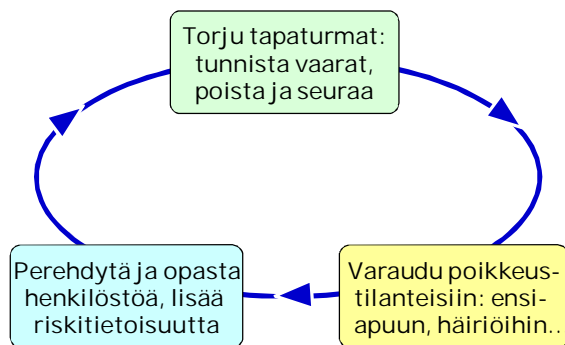 Torju tapaturmat:
tunnista vaarat,
poista ja seuraa
Perehdytä ja opasta
henkilöstöä, lisää
riskitietoisuutta
Varaudu poikkeus-
tilanteisiin: ensi-
apuun, häiriöihin..